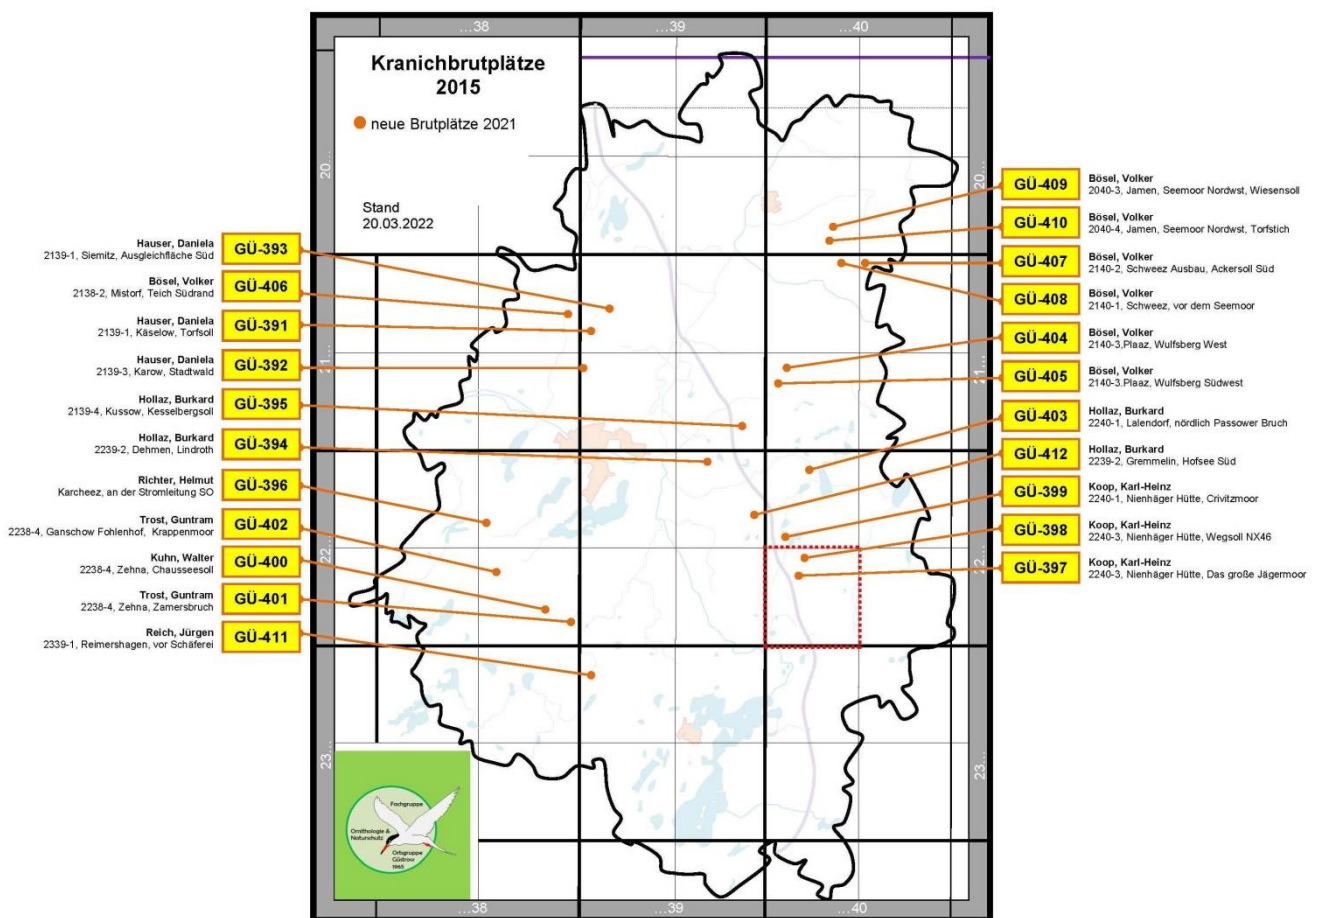 ...38
...39
...40
Kranichbrutplätze
2015
neue Brutplätze 2021
Stand
20.03.2022
20...
21...
22...
23...
20...
21...
22...
23...
Hauser, Daniela
2139-1, Siemitz, Ausgleichfläche Süd
GÜ-393
Bösel, Volker
2138-2, Mistorf, Teich Südrand
GÜ-406
Hauser, Daniela
2139-1, Käselow, Torfsoll
GÜ-391
Hauser, Daniela
2139-3, Karow, Stadtwald
GÜ-392
Hollaz, Burkard
2139-4, Kussow, Kesselbergsoll
GÜ-395
Hollaz, Burkard
2239-2, Dehmen, Lindroth
GÜ-394
Richter, Helmut
Karcheez, an der Stromleitung SO
GÜ-396
Trost, Guntram
2238-4, Ganschow Fohlenhof, Krappenmoor
GÜ-402
Kuhn, Walter
2238-4, Zehna, Chausseesoll
GÜ-400
Trost, Guntram
2238-4, Zehna, Zamersbruch
GÜ-401
Reich, Jürgen
2339-1, Reimershagen, vor Schäferei
GÜ-411
GÜ-409
Bösel, Volker
2040-3, Jamen, Seemoor Nordwst, Wiesensoll
GÜ-410
Bösel, Volker
2040-4, Jamen, Seemoor Nordwst, Torfstich
GÜ-407
Bösel, Volker
2140-2, Schweez Ausbau, Ackersoll Süd
GÜ-408
Bösel, Volker
2140-1, Schweez, vor dem Seemoor
GÜ-404
Bösel, Volker
2140-3,Plaaz, Wulfsberg West
GÜ-405
Bösel, Volker
2140-3.Plaaz, Wulfsberg Südwest
GÜ-403
Hollaz, Burkard
2240-1, Lalendorf, nördlich Passower Bruch
GÜ-412
Hollaz, Burkard
2239-2, Gremmelin, Hofsee Süd
GÜ-399
Koop, Karl-Heinz
2240-1, Nienhäger Hütte, Crivitzmoor
GÜ-398
Koop, Karl-Heinz
2240-3, Nienhäger Hütte, Wegsoll NX46
GÜ-397
Koop, Karl-Heinz
2240-3, Nienhäger Hütte, Das große Jägermoor
Fachgruppe
Ornithologie &
Naturschutz
Ortsgruppe
Güstrow
1965
...38
...39
...40